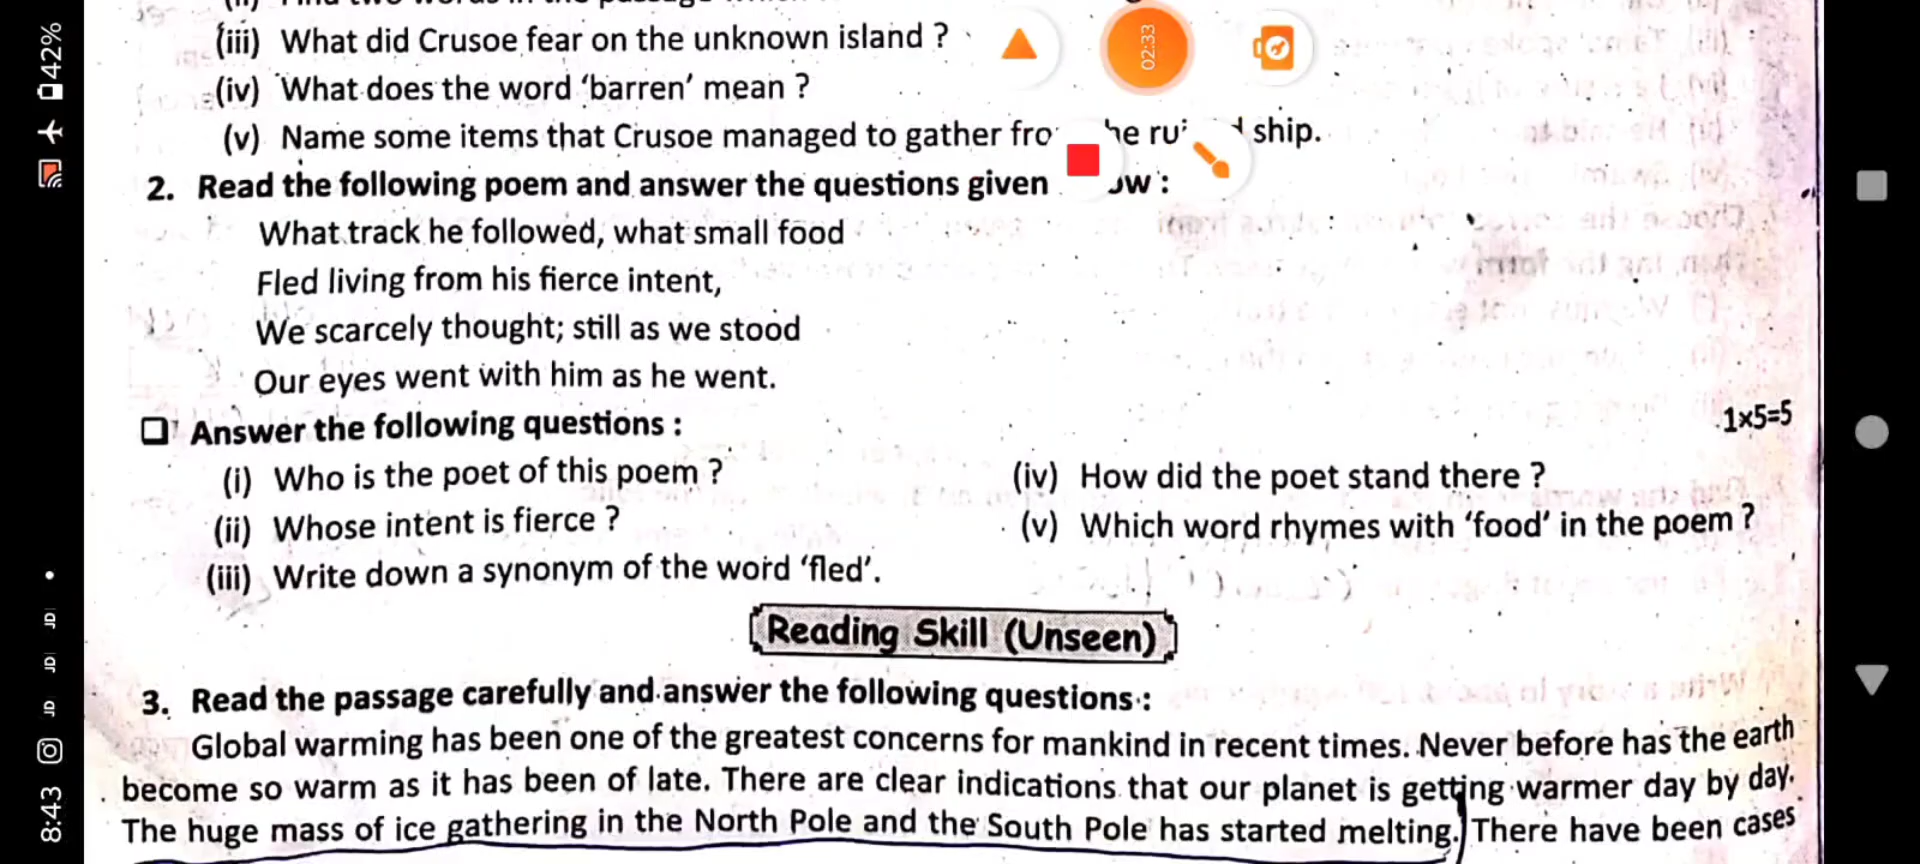 (iii) What did Crusoe fear on the unknown island ?
(iv) What does the word ‘barren’ mean ?
(v) Name some items that Crusoe managed to gather fro he ru d ship.
2. Read the following poem and answer the questions given ow :
What track he followed, what small food
Fled living from his fierce intent,
We scarcely thought; still as we stood
Our eyes went with him as he went.
Answer the following questions :
1x5=5
(i) Who is the poet of this poem ?
(ii) Whose intent is fierce ?
(iii) Write down a synonym of the word ‘fled’.
(iv) How did the poet stand there ?
(v) Which word rhymes with ‘food’ in the poem ?
Reading Skill (Unseen)
3. Read the passage carefully and answer the following questions :
Global warming has been one of the greatest concerns for mankind in recent times. Never before has the earth
become so warm as it has been of late. There are clear indications that our planet is getting warmer day by day.
The huge mass of ice gathering in the North Pole and the South Pole has started melting. There have been cases
02:33
42%
8:43